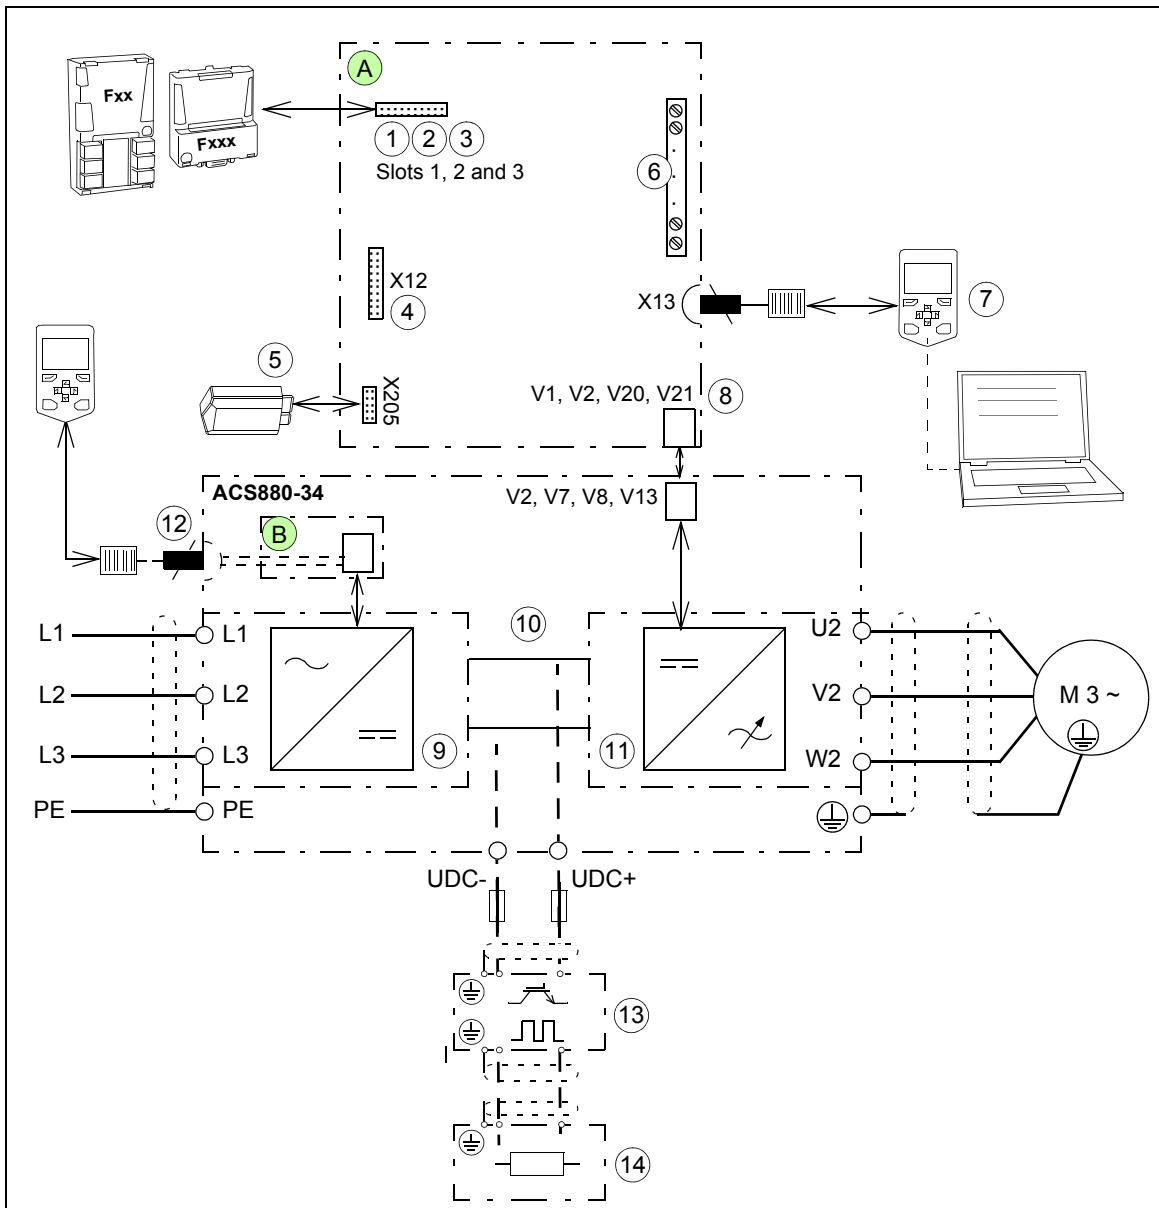 A
Fxx
Fxxx
1 2 3
Slots 1, 2 and 3
6
X12
4
X13
7
5
X205
V1, V2, V20, V21
8
ACS880-34
V2, V7, V8, V13
12
B
10
L1 L1
U2
L2 L2
V2
M 3 ~
9
11
L3 L3
W2
PE PE
UDC- UDC+
13
14